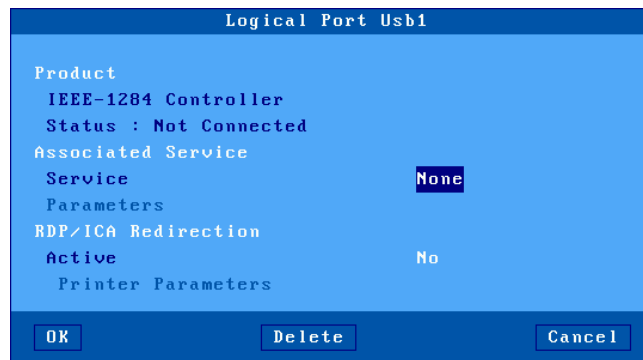 Logical Port Usb1
Product
IEEE-1284 Controller
Status : Not Connected
Associated Service
Service None
Parameters
RDP/ICA Redirection
Active No
Printer Parameters
OK Delete Cancel